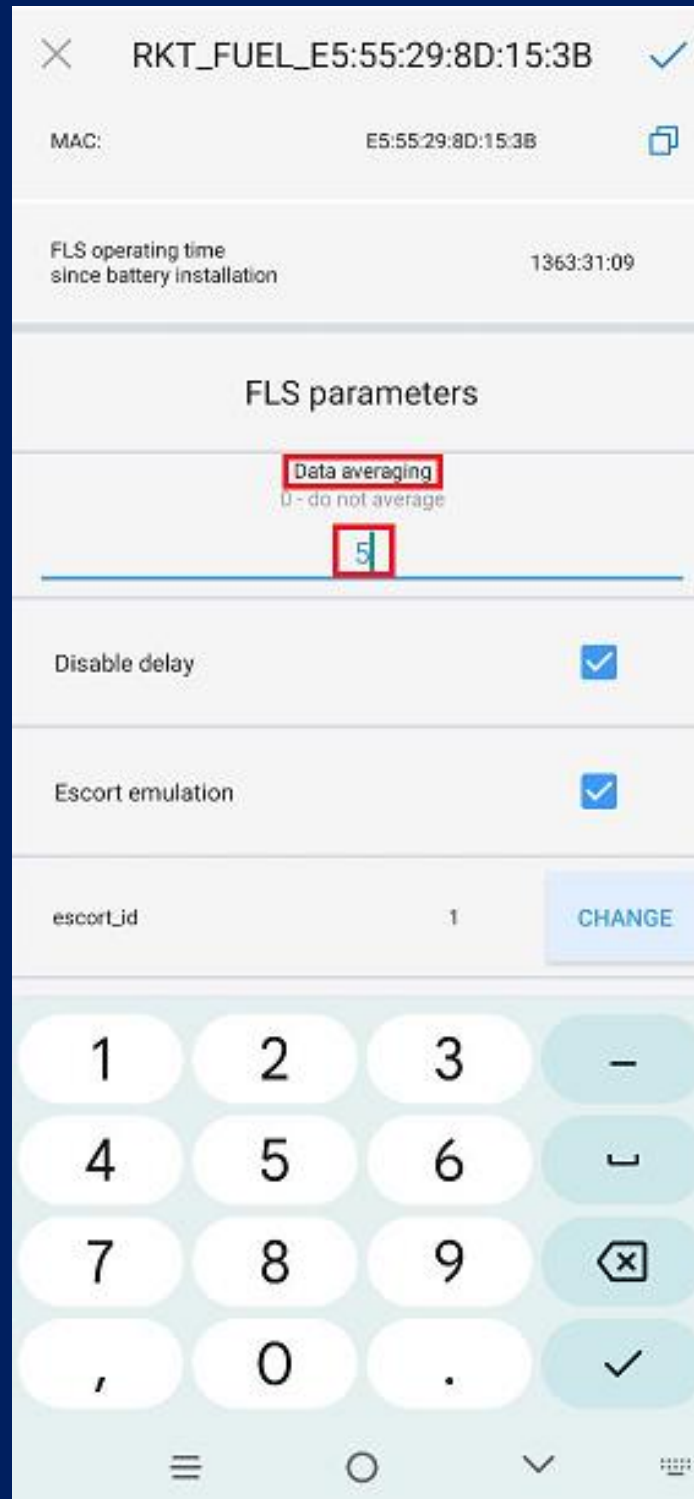 RKT_FUEL_E5:55:29:8D:15:3B
MAC: E5:55:29:8D:15:3B
FLS operating time
since battery installation
1363:31:09
FLS parameters
Data averaging
0 - do not average
5
Disable delay
Escort emulation
escort_id 1 CHANGE
1 2 3 –
4 5 6
7 8 9
, 0 .